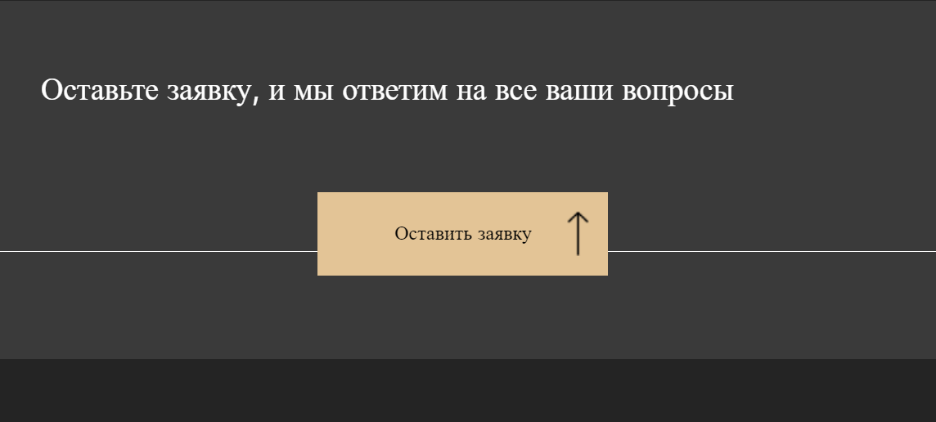 Оставьте заявку, и мы ответим на все ваши вопросы
Оставить заявку